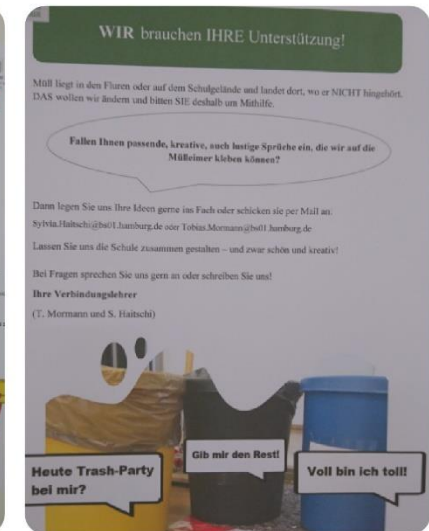 WIR brauchen IHRE Unterstützung!
Müll liegt in den Fluren oder auf dem Schulgelände und landet dort, wo er NICHT hingehört.
DAS wollen wir ändern und bitten SIE deshalb um Mithilfe.
Fallen Ihnen passende, kreative, auch lustige Sprüche ein, die wir auf die
Mülleimer kleben können?
Dann legen Sie uns Ihre Ideen gerne ins Fach oder schicken sie per Mail an:
Sylvia.Haitschi@bs01.hamburg.de oder Tobias.Mormann@bs01.hamburg.de
Lassen Sie uns die Schule zusammen gestalten – und zwar schön und kreativ!
Bei Fragen sprechen Sie uns gern an oder schreiben Sie uns!
Ihre Verbindungslehrer
(T. Mormann und S. Haitschi)
Heute Trash-Party
bei mir?
Gib mir den Rest!
Voll bin ich toll!